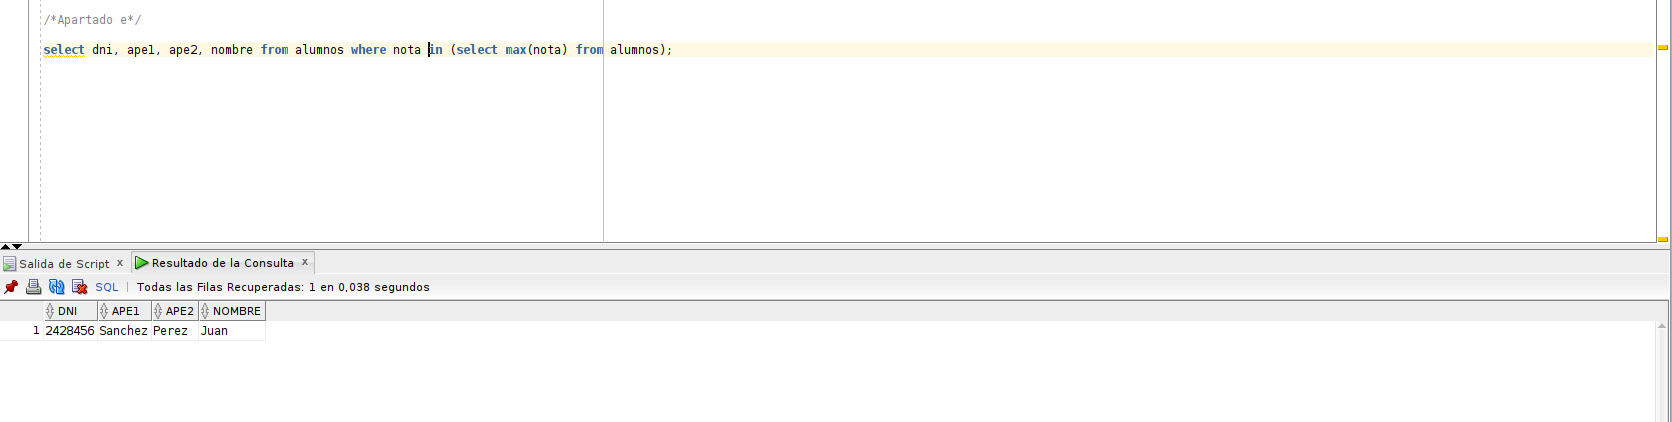 /*Apartado e*/
select dni, ape1, ape2, nombre from alumnos where nota in (select max(nota) from alumnos);
Salida de Script x
Resultado de la Consulta x
SQL | Todas las Filas Recuperadas: 1 en 0,038 segundos
DNI APE1 APE2 NOMBRE
1 2428456 Sanchez Perez Juan